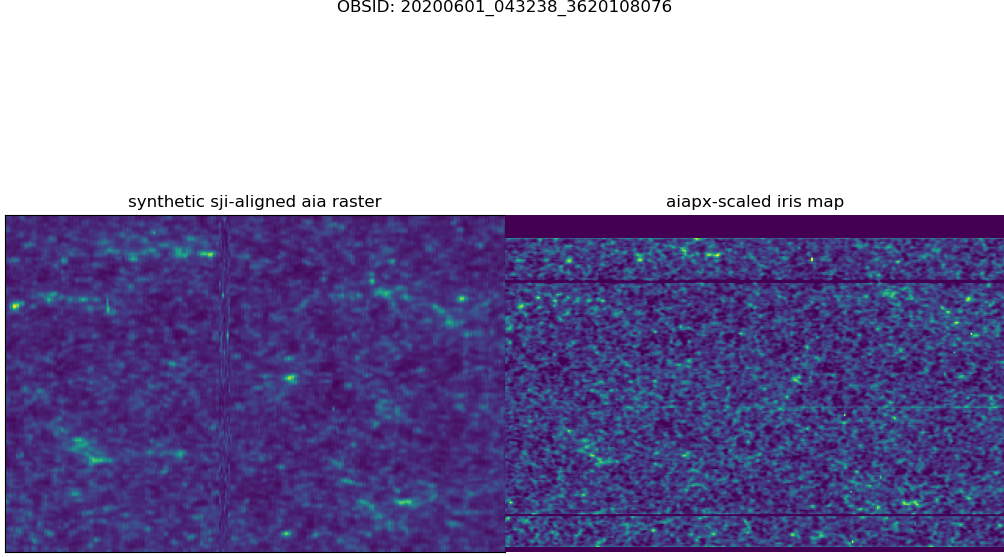 OBSID: 20200601_043238_3620108076
synthetic sji-aligned aia raster
aiapx-scaled iris map